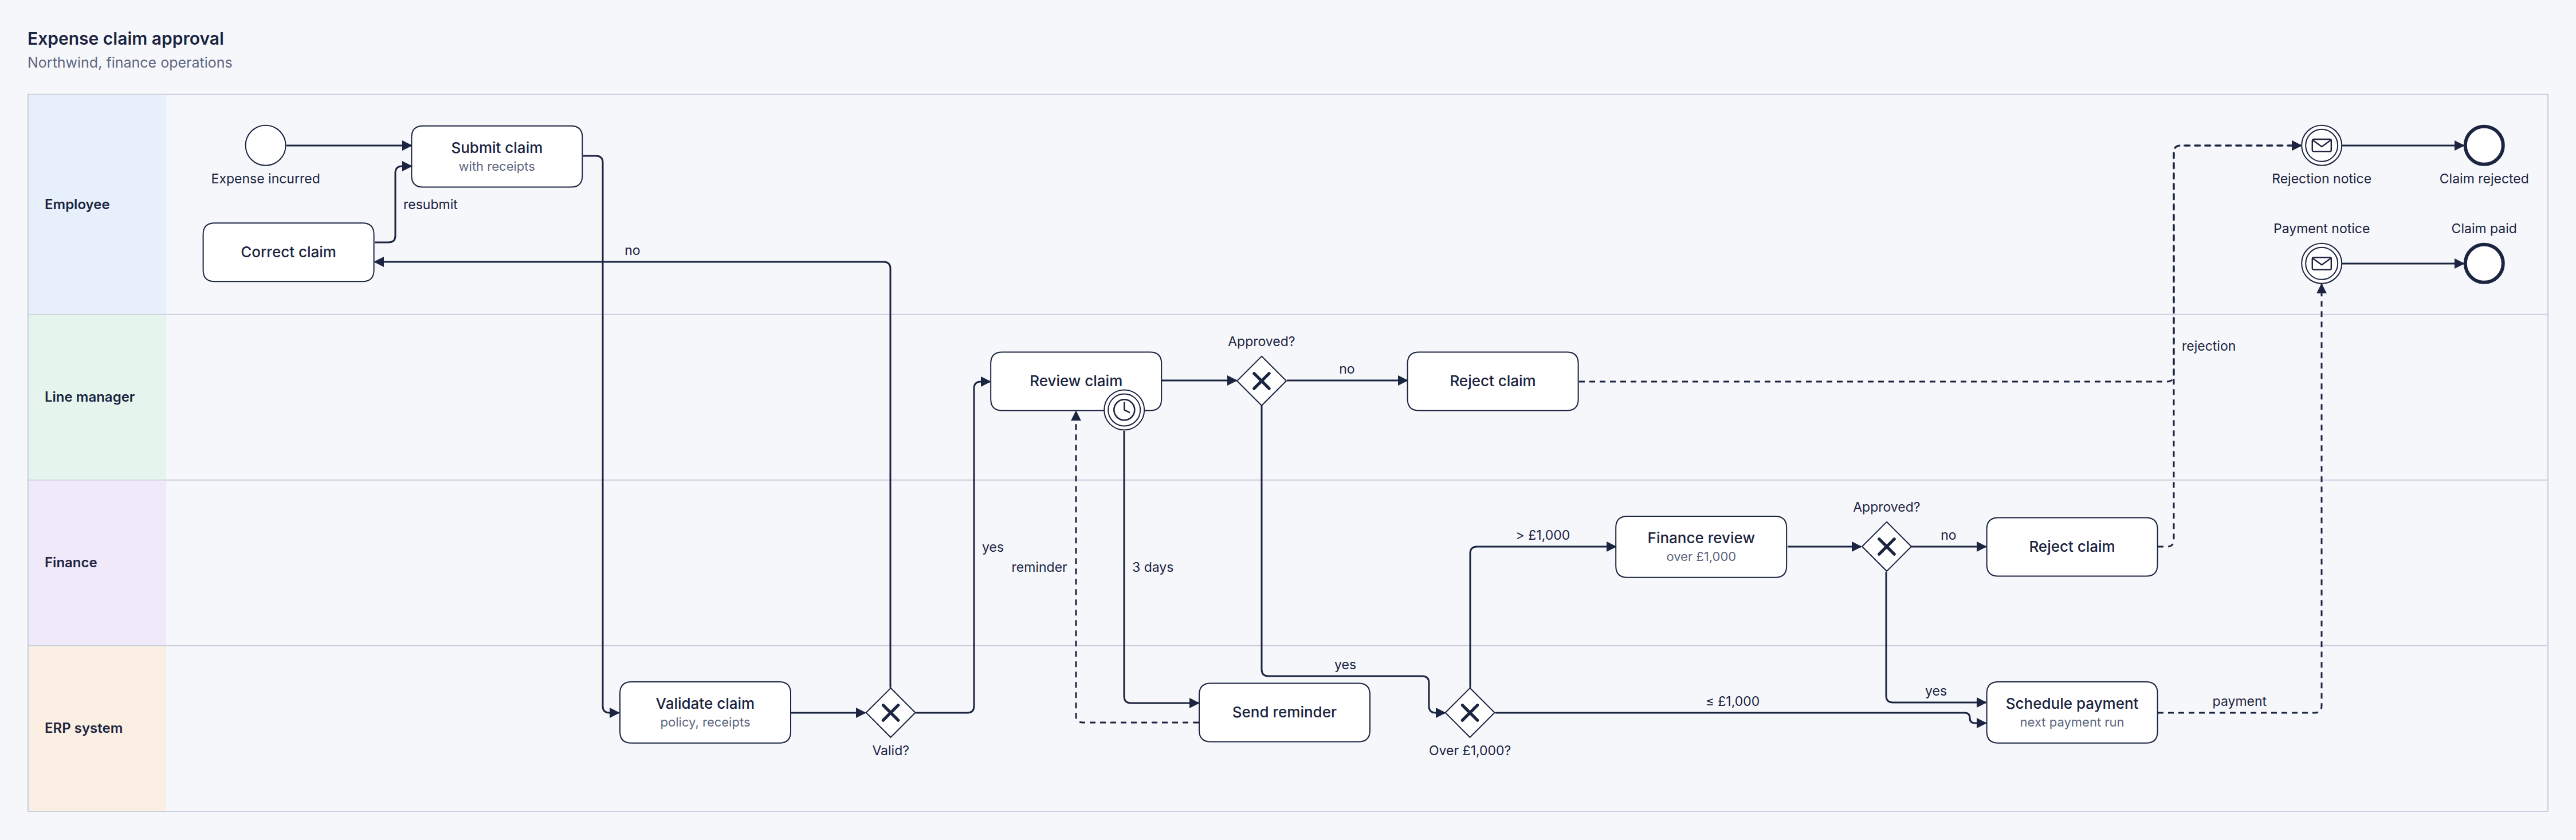 Expense claim approval
Northwind, finance operations
Employee
Expense incurred
Submit claim
with receipts
resubmit
Correct claim
no
Rejection notice
Claim rejected
Payment notice
Claim paid
Line manager
Review claim
Approved?
no
Reject claim
rejection
Finance
yes
reminder
3 days
> £1,000
Finance review
over £1,000
Approved?
no
Reject claim
ERP system
Validate claim
policy, receipts
Valid?
Send reminder
yes
Over £1,000?
≤ £1,000
yes
Schedule payment
next payment run
payment